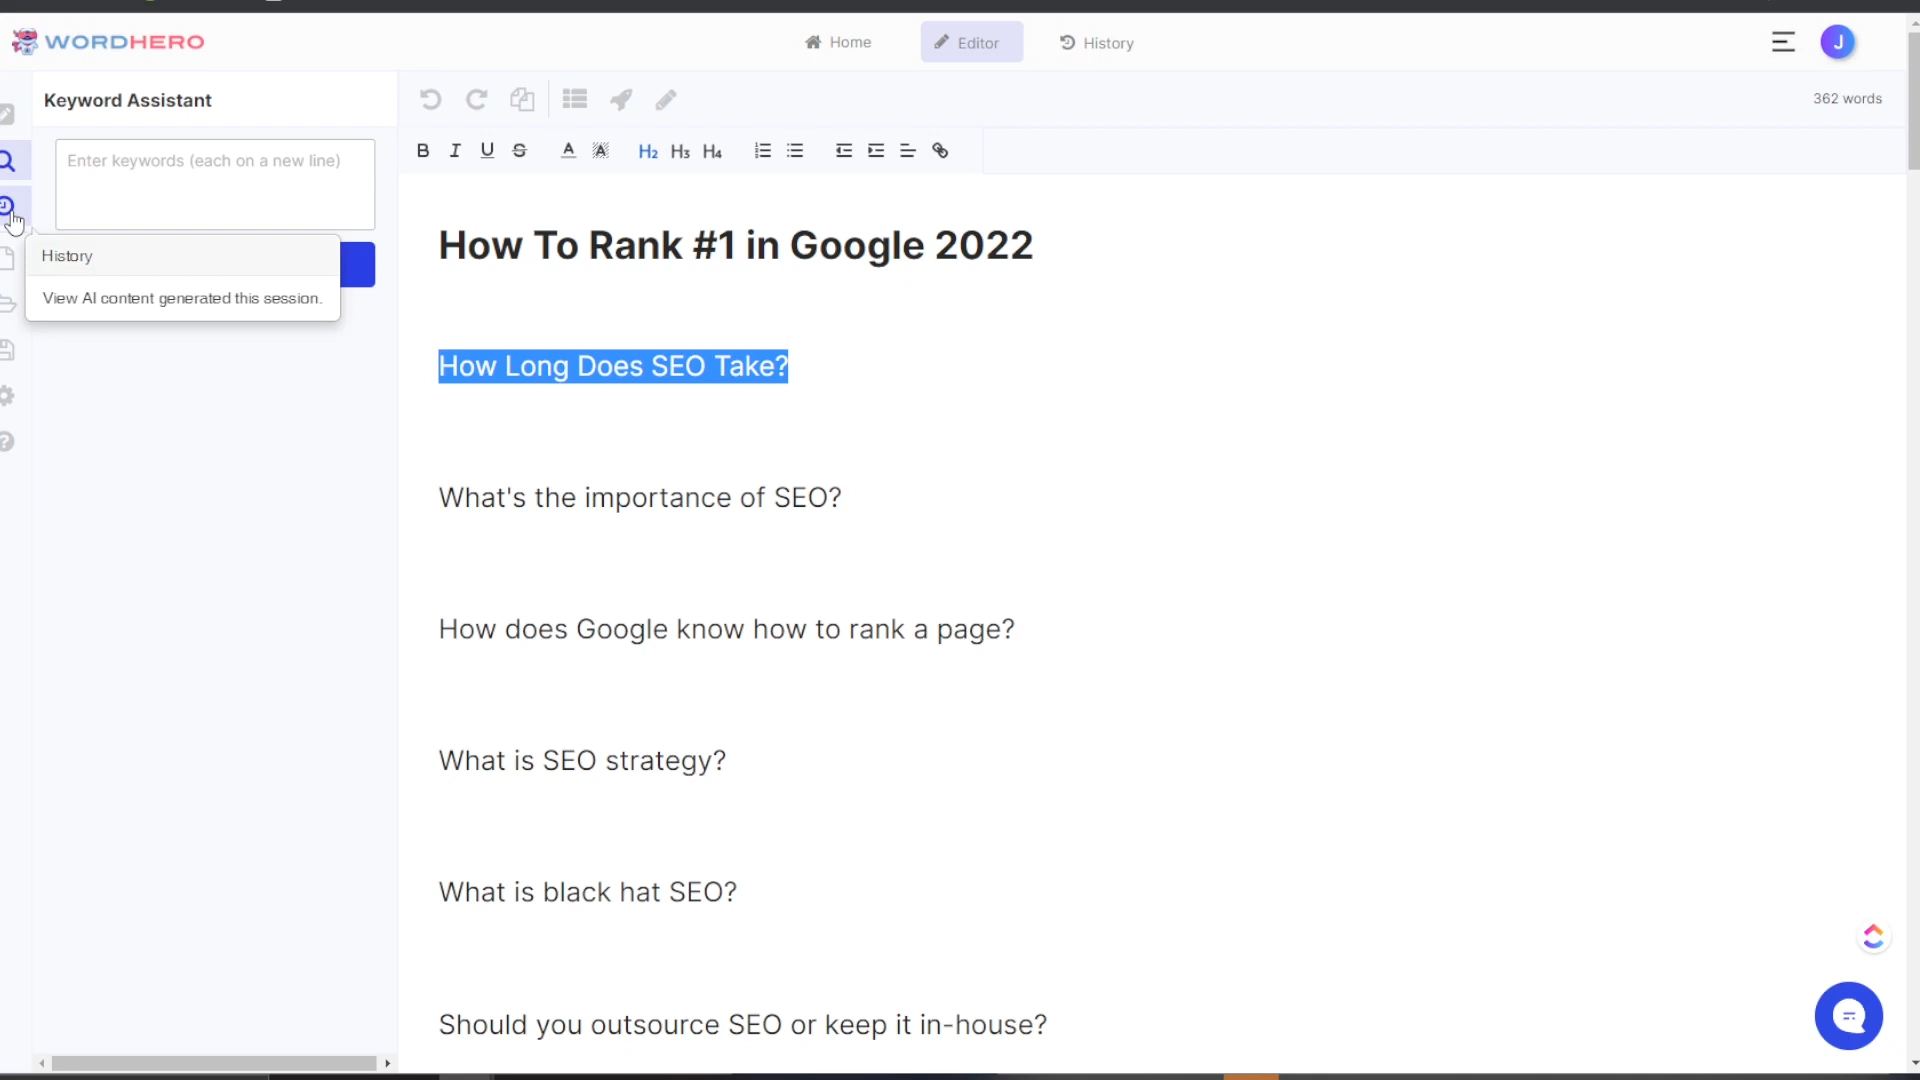 WORDHERO
Home
Editor
History
J
Keyword Assistant
362 words
Enter keywords (each on a new line)
B I U S A A H2 H3 H4
History
View AI content generated this session.
How To Rank #1 in Google 2022
How Long Does SEO Take?
What's the importance of SEO?
How does Google know how to rank a page?
What is SEO strategy?
What is black hat SEO?
Should you outsource SEO or keep it in-house?